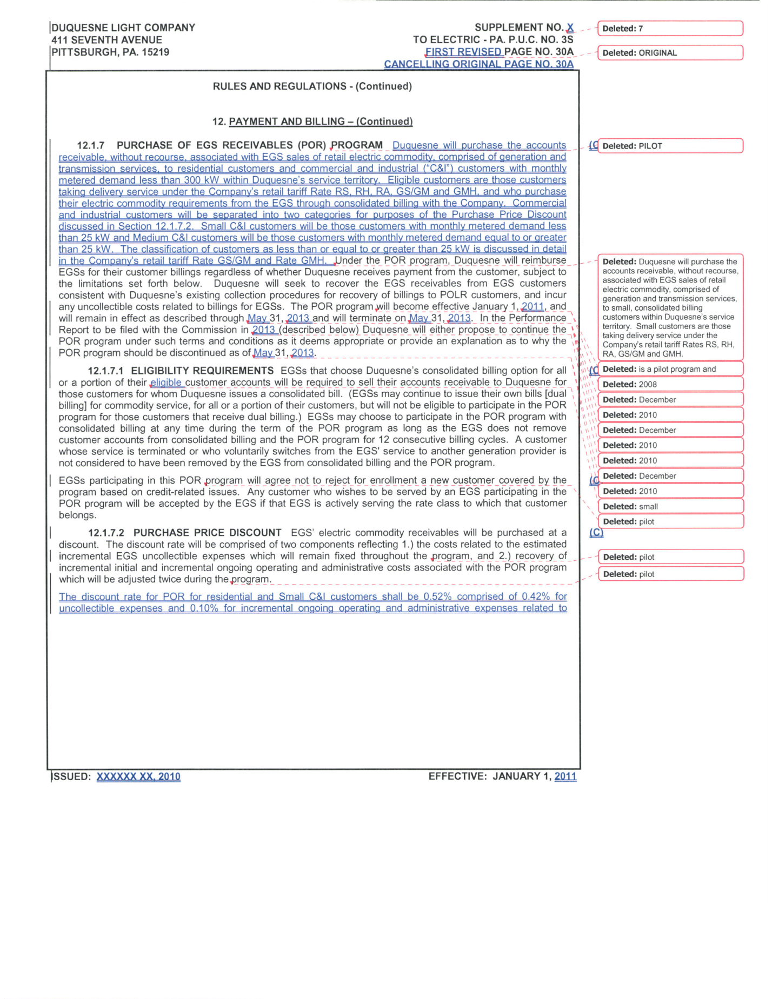 DUQUESNE LIGHT COMPANY
411 SEVENTH AVENUE
PITTSBURGH, PA. 15219
SUPPLEMENT NO. X
TO ELECTRIC - PA. P.U.C. NO. 3S
FIRST REVISED PAGE NO. 30A
CANCELLING ORIGINAL PAGE NO. 30A
Deleted: 7
Deleted: ORIGINAL
RULES AND REGULATIONS - (Continued)
12. PAYMENT AND BILLING – (Continued)
12.1.7 PURCHASE OF EGS RECEIVABLES (POR) PROGRAM Duquesne will purchase the accounts
receivable, without recourse, associated with EGS sales of retail electric commodity, comprised of generation and
transmission services, to residential customers and commercial and industrial (“C&I”) customers with monthly
metered demand less than 300 kW within Duquesne's service territory. Eligible customers are those customers
taking delivery service under the Company's retail tariff Rate RS, RH, RA, GS/GM and GMH, and who purchase
their electric commodity requirements from the EGS through consolidated billing with the Company. Commercial
and industrial customers will be separated into two categories for purposes of the Purchase Price Discount
discussed in Section 12.1.7.2. Small C&I customers will be those customers with monthly metered demand less
than 25 kW and Medium C&I customers will be those customers with monthly metered demand equal to or greater
than 25 kW. The classification of customers as less than or equal to or greater than 25 kW is discussed in detail
in the Company's retail tariff Rate GS/GM and Rate GMH. Under the POR program, Duquesne will reimburse
EGSs for their customer billings regardless of whether Duquesne receives payment from the customer, subject to
the limitations set forth below. Duquesne will seek to recover the EGS receivables from EGS customers
consistent with Duquesne's existing collection procedures for recovery of billings to POLR customers, and incur
any uncollectible costs related to billings for EGSs. The POR program will become effective January 1, 2011, and
will remain in effect as described through May 31, 2013 and will terminate on May 31, 2013. In the Performance
Report to be filed with the Commission in 2013 (described below) Duquesne will either propose to continue the
POR program under such terms and conditions as it deems appropriate or provide an explanation as to why the
POR program should be discontinued as of May 31, 2013.
12.1.7.1 ELIGIBILITY REQUIREMENTS EGSs that choose Duquesne's consolidated billing option for all
or a portion of their eligible customer accounts will be required to sell their accounts receivable to Duquesne for
those customers for whom Duquesne issues a consolidated bill. (EGSs may continue to issue their own bills [dual
billing] for commodity service, for all or a portion of their customers, but will not be eligible to participate in the POR
program for those customers that receive dual billing.) EGSs may choose to participate in the POR program with
consolidated billing at any time during the term of the POR program as long as the EGS does not remove
customer accounts from consolidated billing and the POR program for 12 consecutive billing cycles. A customer
whose service is terminated or who voluntarily switches from the EGS' service to another generation provider is
not considered to have been removed by the EGS from consolidated billing and the POR program.
EGSs participating in this POR program will agree not to reject for enrollment a new customer covered by the
program based on credit-related issues. Any customer who wishes to be served by an EGS participating in the
POR program will be accepted by the EGS if that EGS is actively serving the rate class to which that customer
belongs.
12.1.7.2 PURCHASE PRICE DISCOUNT EGS' electric commodity receivables will be purchased at a
discount. The discount rate will be comprised of two components reflecting 1.) the costs related to the estimated
incremental EGS uncollectible expenses which will remain fixed throughout the program, and 2.) recovery of
incremental initial and incremental ongoing operating and administrative costs associated with the POR program
which will be adjusted twice during the program.
The discount rate for POR for residential and Small C&I customers shall be 0.52% comprised of 0.42% for
uncollectible expenses and 0.10% for incremental ongoing operating and administrative expenses related to
(C
Deleted: PILOT
Deleted: Duquesne will purchase the
accounts receivable, without recourse,
associated with EGS sales of retail
electric commodity, comprised of
generation and transmission services,
to small, consolidated billing
customers within Duquesne's service
territory. Small customers are those
taking delivery service under the
Company's retail tariff Rates RS, RH,
RA, GS/GM and GMH.
(C
Deleted: is a pilot program and
Deleted: 2008
Deleted: December
Deleted: 2010
Deleted: December
Deleted: 2010
Deleted: 2010
(C
Deleted: December
Deleted: 2010
Deleted: small
Deleted: pilot
(C)
Deleted: pilot
Deleted: pilot
ISSUED: XXXXXX XX, 2010
EFFECTIVE: JANUARY 1, 2011